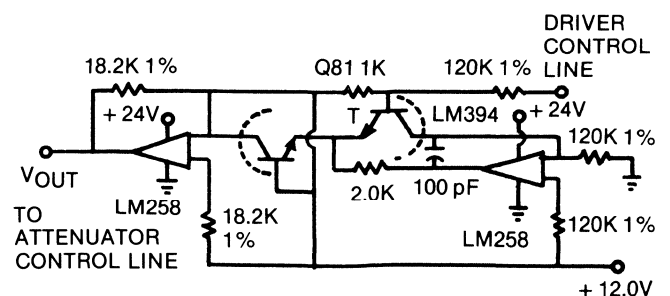 DRIVER
CONTROL
LINE
18.2K 1%
Q81 1K
120K 1%
+ 24V
T
LM394
+ 24V
120K 1%
VOUT
LM258
2.0K
100 pF
18.2K
1%
LM258
120K 1%
TO
ATTENUATOR
CONTROL LINE
+ 12.0V